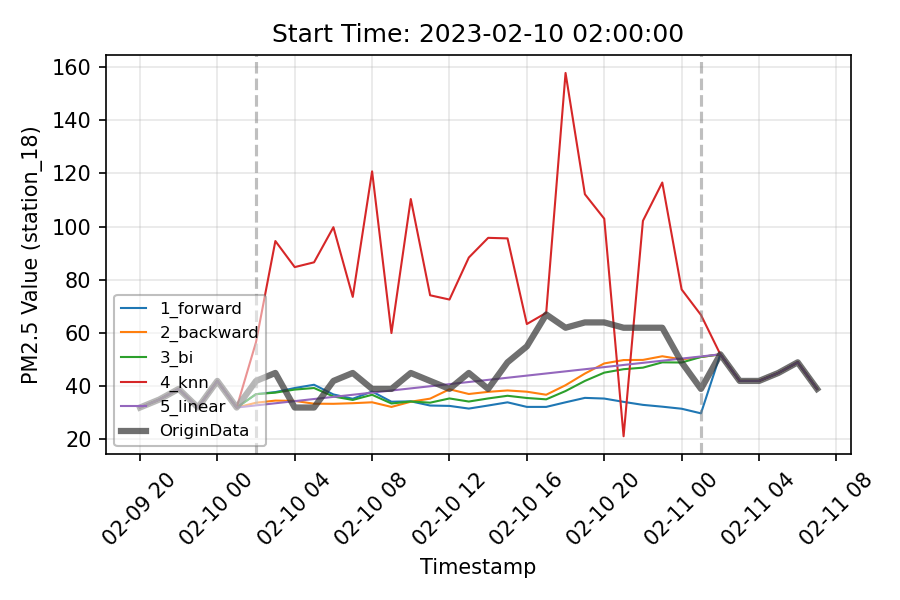 Start Time: 2023-02-10 02:00:00
PM2.5 Value (station_18)
160
140
120
100
80
60
40
20
1_forward
2_backward
3_bi
4_knn
5_linear
OriginData
02-09 20
02-10 00
02-10 04
02-10 08
02-10 12
02-10 16
02-10 20
02-11 00
02-11 04
02-11 08
Timestamp